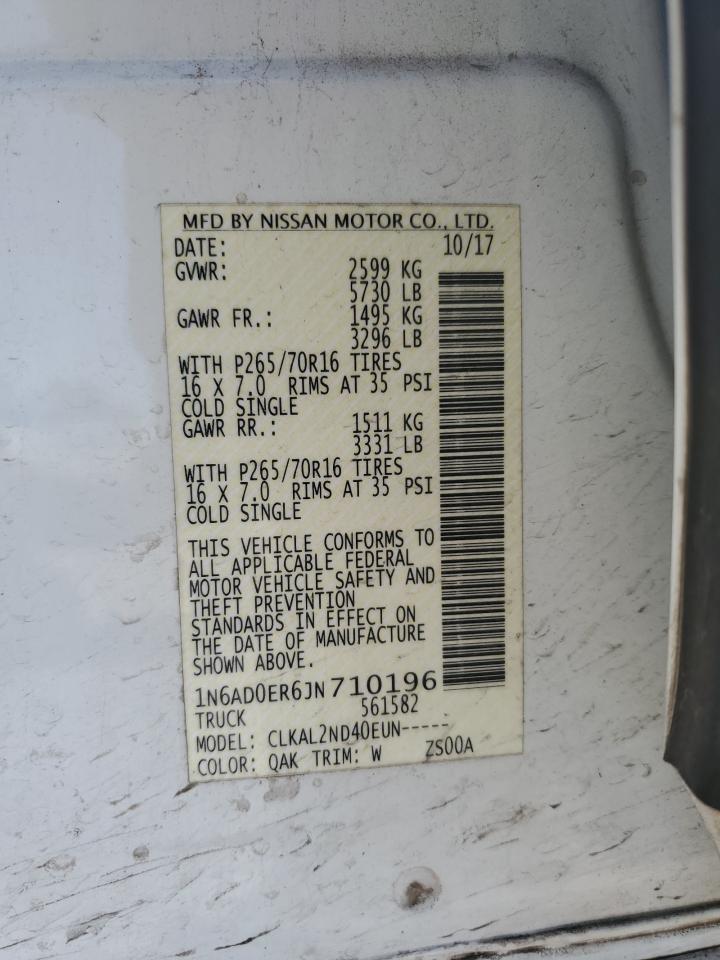 MFD BY NISSAN MOTOR CO., LTD.
DATE: 10/17
GVWR: 2599 KG
5730 LB
GAWR FR.: 1495 KG
3296 LB
WITH P265/70R16 TIRES
16 X 7.0 RIMS AT 35 PSI
COLD SINGLE
GAWR RR.: 1511 KG
3331 LB
WITH P265/70R16 TIRES
16 X 7.0 RIMS AT 35 PSI
COLD SINGLE
THIS VEHICLE CONFORMS TO
ALL APPLICABLE FEDERAL
MOTOR VEHICLE SAFETY AND
THEFT PREVENTION
STANDARDS IN EFFECT ON
THE DATE OF MANUFACTURE
SHOWN ABOVE.
1N6AD0ER6JN710196
TRUCK 561582
MODEL: CLKAL2ND40EUN-----
COLOR: QAK TRIM: W ZS00A